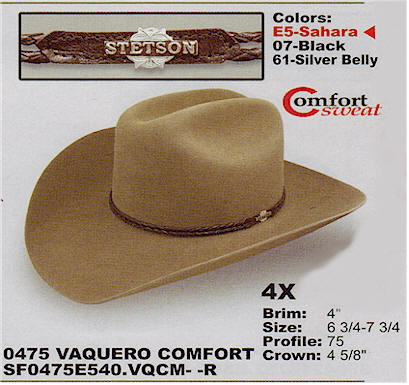 STETSON
Colors:
E5-Sahara
07-Black
61-Silver Belly
Comfort
sweat
4X
Brim: 4"
Size: 6 3/4-7 3/4
Profile: 75
Crown: 4 5/8"
0475 VAQUERO COMFORT
SF0475E540.VQCM- -R